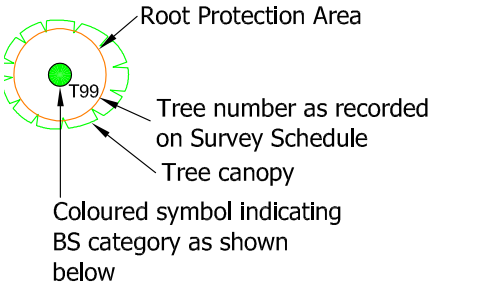 Root Protection Area
T99
Tree number as recorded
on Survey Schedule
Tree canopy
Coloured symbol indicating
BS category as shown
below